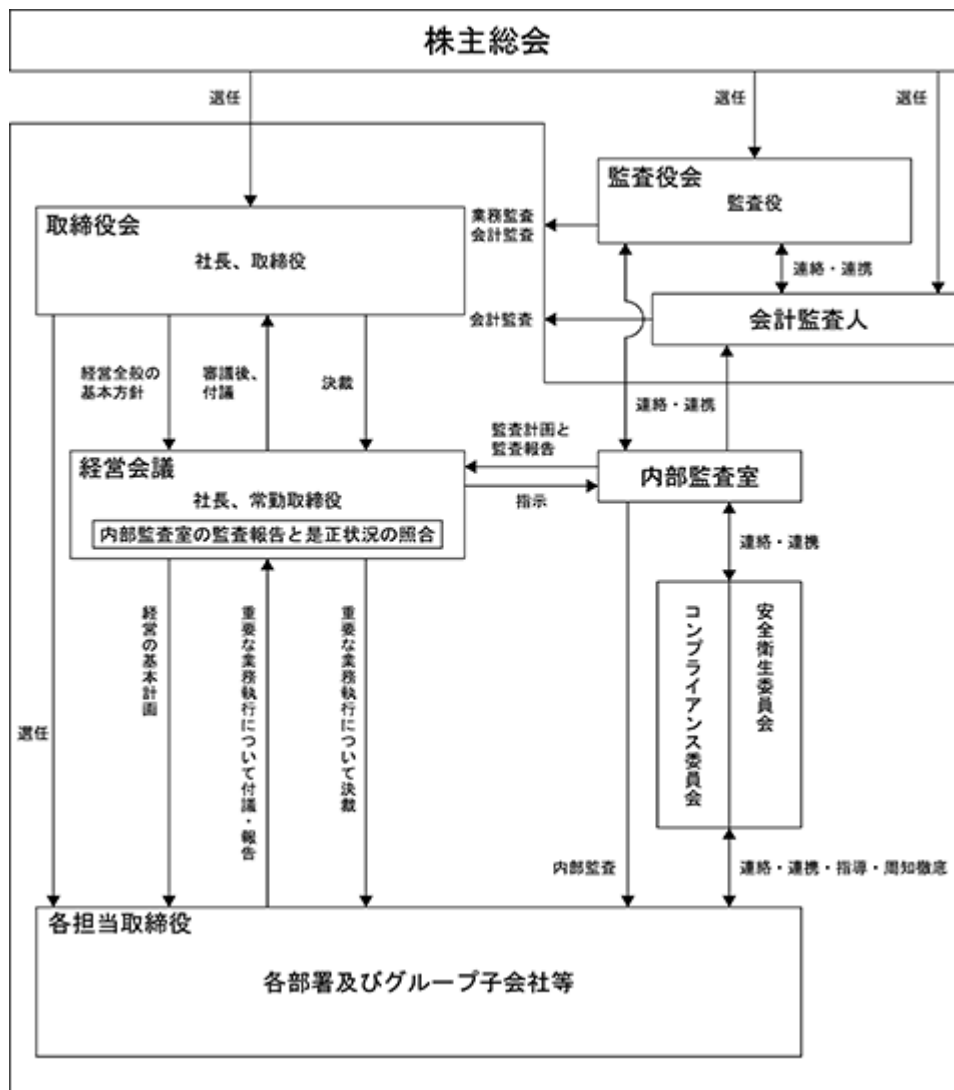 株主総会
選任
選任
選任
監査役会
監査役
取締役会
社長、取締役
業務監査
会計監査
連絡・連携
会計監査人
会計監査
経営全般の
基本方針
審議後、
付議
決裁
連絡・連携
監査計画と
監査報告
経営会議
社長、常勤取締役
内部監査室の監査報告と是正状況の照合
指示
内部監査室
連絡・連携
経営の基本計画
重要な業務執行について付議・報告
重要な業務執行について決裁
安全衛生委員会
コンプライアンス委員会
選任
内部監査
連絡・連携・指導・周知徹底
各担当取締役
各部署及びグループ子会社等